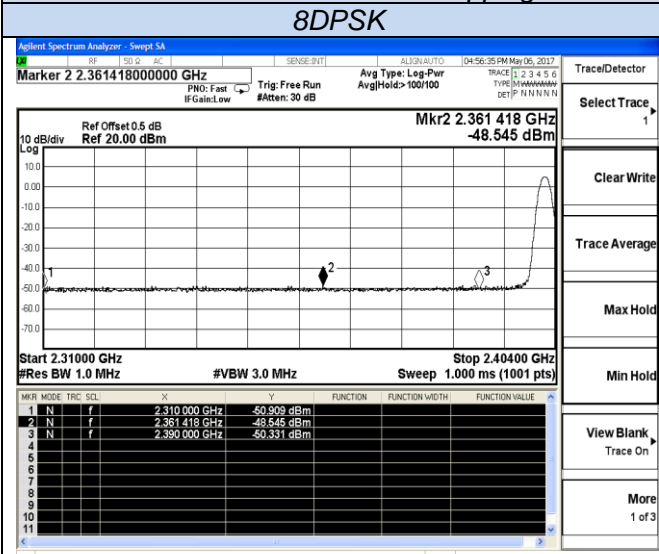 8DPSK
Agilent Spectrum Analyzer - Swept SA
RF 50 Ω AC SENSE:INT ALIGNAUTO 04:56:35 PM May 06, 2017
Marker 2 2.361418000000 GHz
PNO: Fast
IFGain:Low
Trig: Free Run
#Atten: 30 dB
Avg Type: Log-Pwr
Avg|Hold:> 100/100
TRACE 1 2 3 4 5 6
TYPE MWWWWW
DET P N N N N N
Trace/Detector
Select Trace
1
Clear Write
Trace Average
Max Hold
Min Hold
View Blank
Trace On
More
1 of 3
Ref Offset 0.5 dB
10 dB/div Ref 20.00 dBm
Log
Mkr2 2.361 418 GHz
-48.545 dBm
10.0
0.00
-10.0
-20.0
-30.0
-40.0
-50.0
-60.0
-70.0
1
2
3
Start 2.31000 GHz Stop 2.40400 GHz
#Res BW 1.0 MHz #VBW 3.0 MHz Sweep 1.000 ms (1001 pts)
MKR MODE TRC SCL X Y FUNCTION FUNCTION WIDTH FUNCTION VALUE
1 N f 2.310 000 GHz -50.909 dBm
2 N f 2.361 418 GHz -48.545 dBm
3 N f 2.390 000 GHz -50.331 dBm
4
5
6
7
8
9
10
11